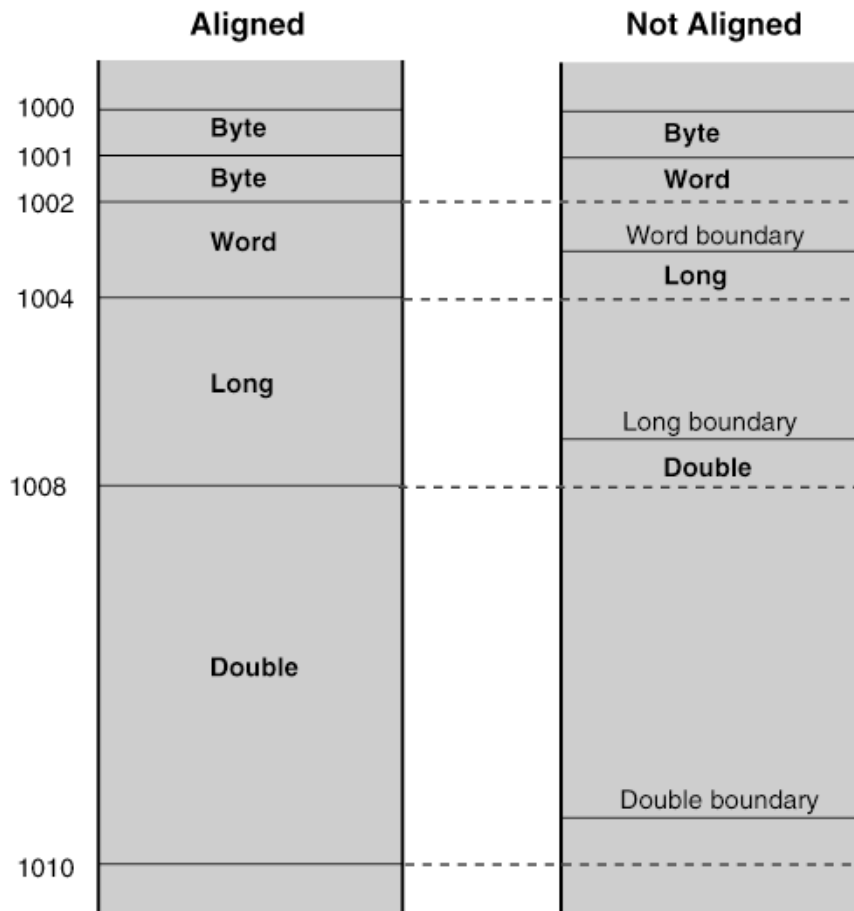 Aligned
Not Aligned
1000
Byte
Byte
1001
Byte
Word
1002
Word
Word boundary
Long
1004
Long
Long boundary
Double
1008
Double
Double boundary
1010